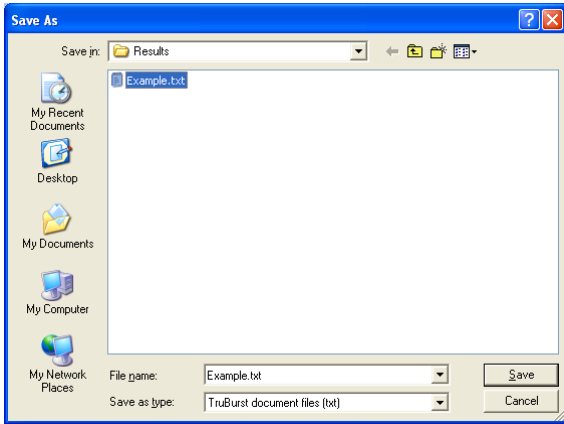 Save As
Save in:
Results
Example.txt
My Recent
Documents
Desktop
My Documents
My Computer
My Network
Places
File name:
Example.txt
Save
Save as type:
TruBurst document files (txt)
Cancel